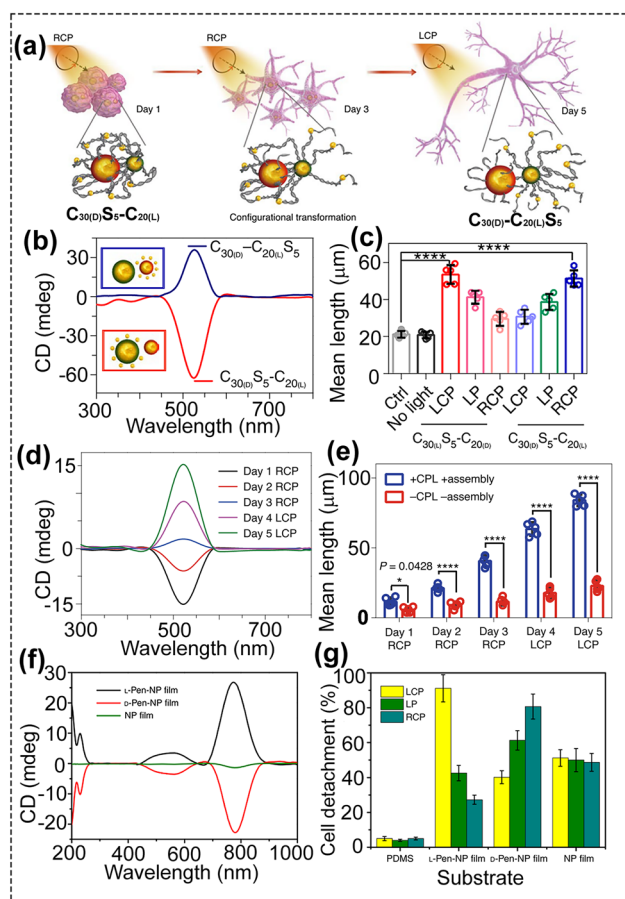 (a)
RCP
RCP
LCP
Day 1
Day 3
Day 5
C30(D)S5-C20(L)
Configurational transformation
C30(D)-C20(L)S5
(b)
60
30
0
-30
-60
CD (mdeg)
C30(D)–C20(L)S5
C30(D)S5-C20(L)
300
500
700
Wavelength (nm)
(c)
Mean length (μm)
60
40
20
0
****
****
Ctrl
No light
LCP
LP
RCP
LCP
LP
RCP
C30(L)S5-C20(D)
C30(D)S5-C20(L)
(d)
CD (mdeg)
15
0
-15
Day 1 RCP
Day 2 RCP
Day 3 RCP
Day 4 LCP
Day 5 LCP
300
500
700
Wavelength (nm)
(e)
Mean length (μm)
100
50
0
+CPL +assembly
−CPL −assembly
P = 0.0428
*
****
****
****
****
Day 1
RCP
Day 2
RCP
Day 3
RCP
Day 4
LCP
Day 5
LCP
(f)
CD (mdeg)
30
20
10
0
-10
-20
L-Pen-NP film
D-Pen-NP film
NP film
200
400
600
800
1000
Wavelength (nm)
(g)
Cell detachment (%)
100
80
60
40
20
0
LCP
LP
RCP
PDMS
L-Pen-NP film
D-Pen-NP film
NP film
Substrate